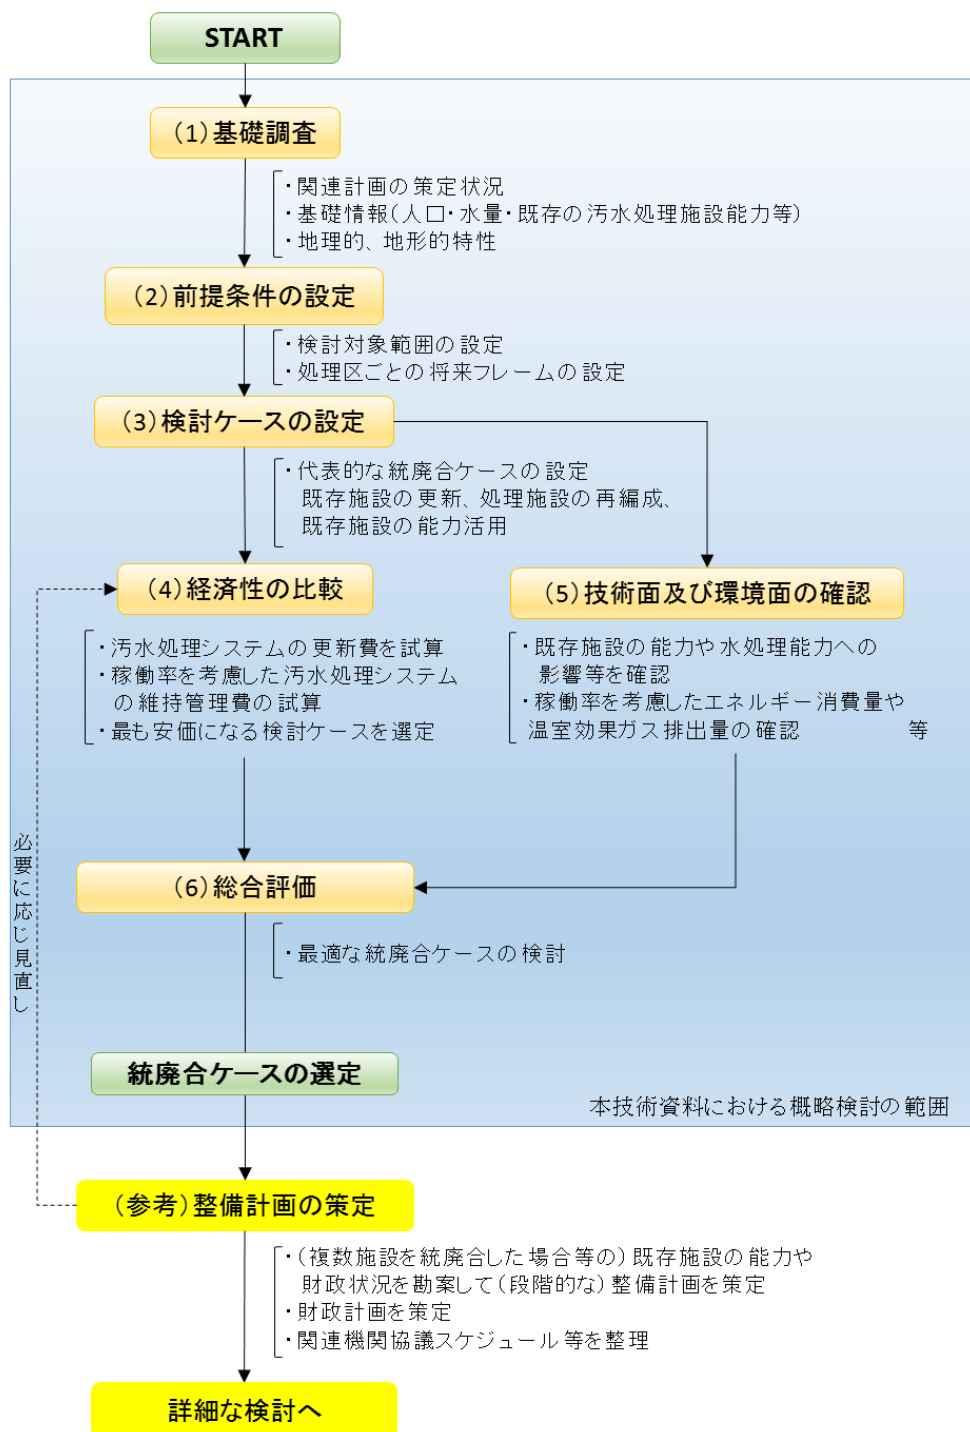 START
(1)基礎調査
・関連計画の策定状況
・基礎情報(人口・水量・既存の汚水処理施設能力等)
・地理的、地形的特性
(2)前提条件の設定
・検討対象範囲の設定
・処理区ごとの将来フレームの設定
(3)検討ケースの設定
・代表的な統廃合ケースの設定
既存施設の更新、処理施設の再編成、
既存施設の能力活用
(4)経済性の比較
・汚水処理システムの更新費を試算
・稼働率を考慮した汚水処理システム
の維持管理費の試算
・最も安価になる検討ケースを選定
(5)技術面及び環境面の確認
・既存施設の能力や水処理能力への
影響等を確認
・稼働率を考慮したエネルギー消費量や
温室効果ガス排出量の確認 等
必要に応じ見直し
(6)総合評価
・最適な統廃合ケースの検討
統廃合ケースの選定
本技術資料における概略検討の範囲
(参考)整備計画の策定
・(複数施設を統廃合した場合等の)既存施設の能力や
財政状況を勘案して(段階的な)整備計画を策定
・財政計画を策定
・関連機関協議スケジュール等を整理
詳細な検討へ